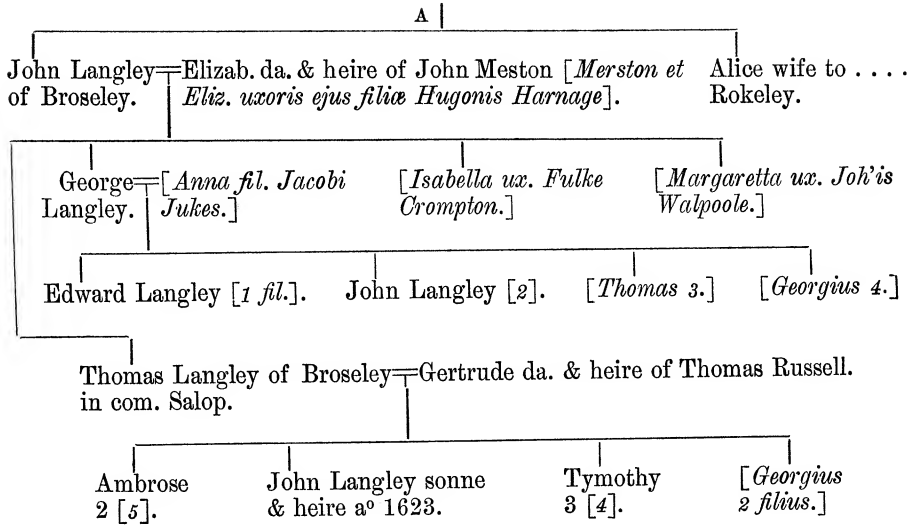 A
John Langley Elizab. da. & heire of John Meston [Merston et Alice wife to . . . .
of Broseley. Eliz. uxoris ejus filiæ Hugonis Harnage]. Rokeley.
George [Anna fil. Jacobi [Isabella ux. Fulke [Margaretta ux. Joh'is
Langley. Jukes.] Crompton.] Walpoole.]
Edward Langley [1 fil.]. John Langley [2]. [Thomas 3.] [Georgius 4.]
Thomas Langley of Broseley Gertrude da. & heire of Thomas Russell.
in com. Salop.
Ambrose John Langley sonne Tymothy [Georgius
2 [5]. & heire aº 1623. 3 [4]. 2 filius.]